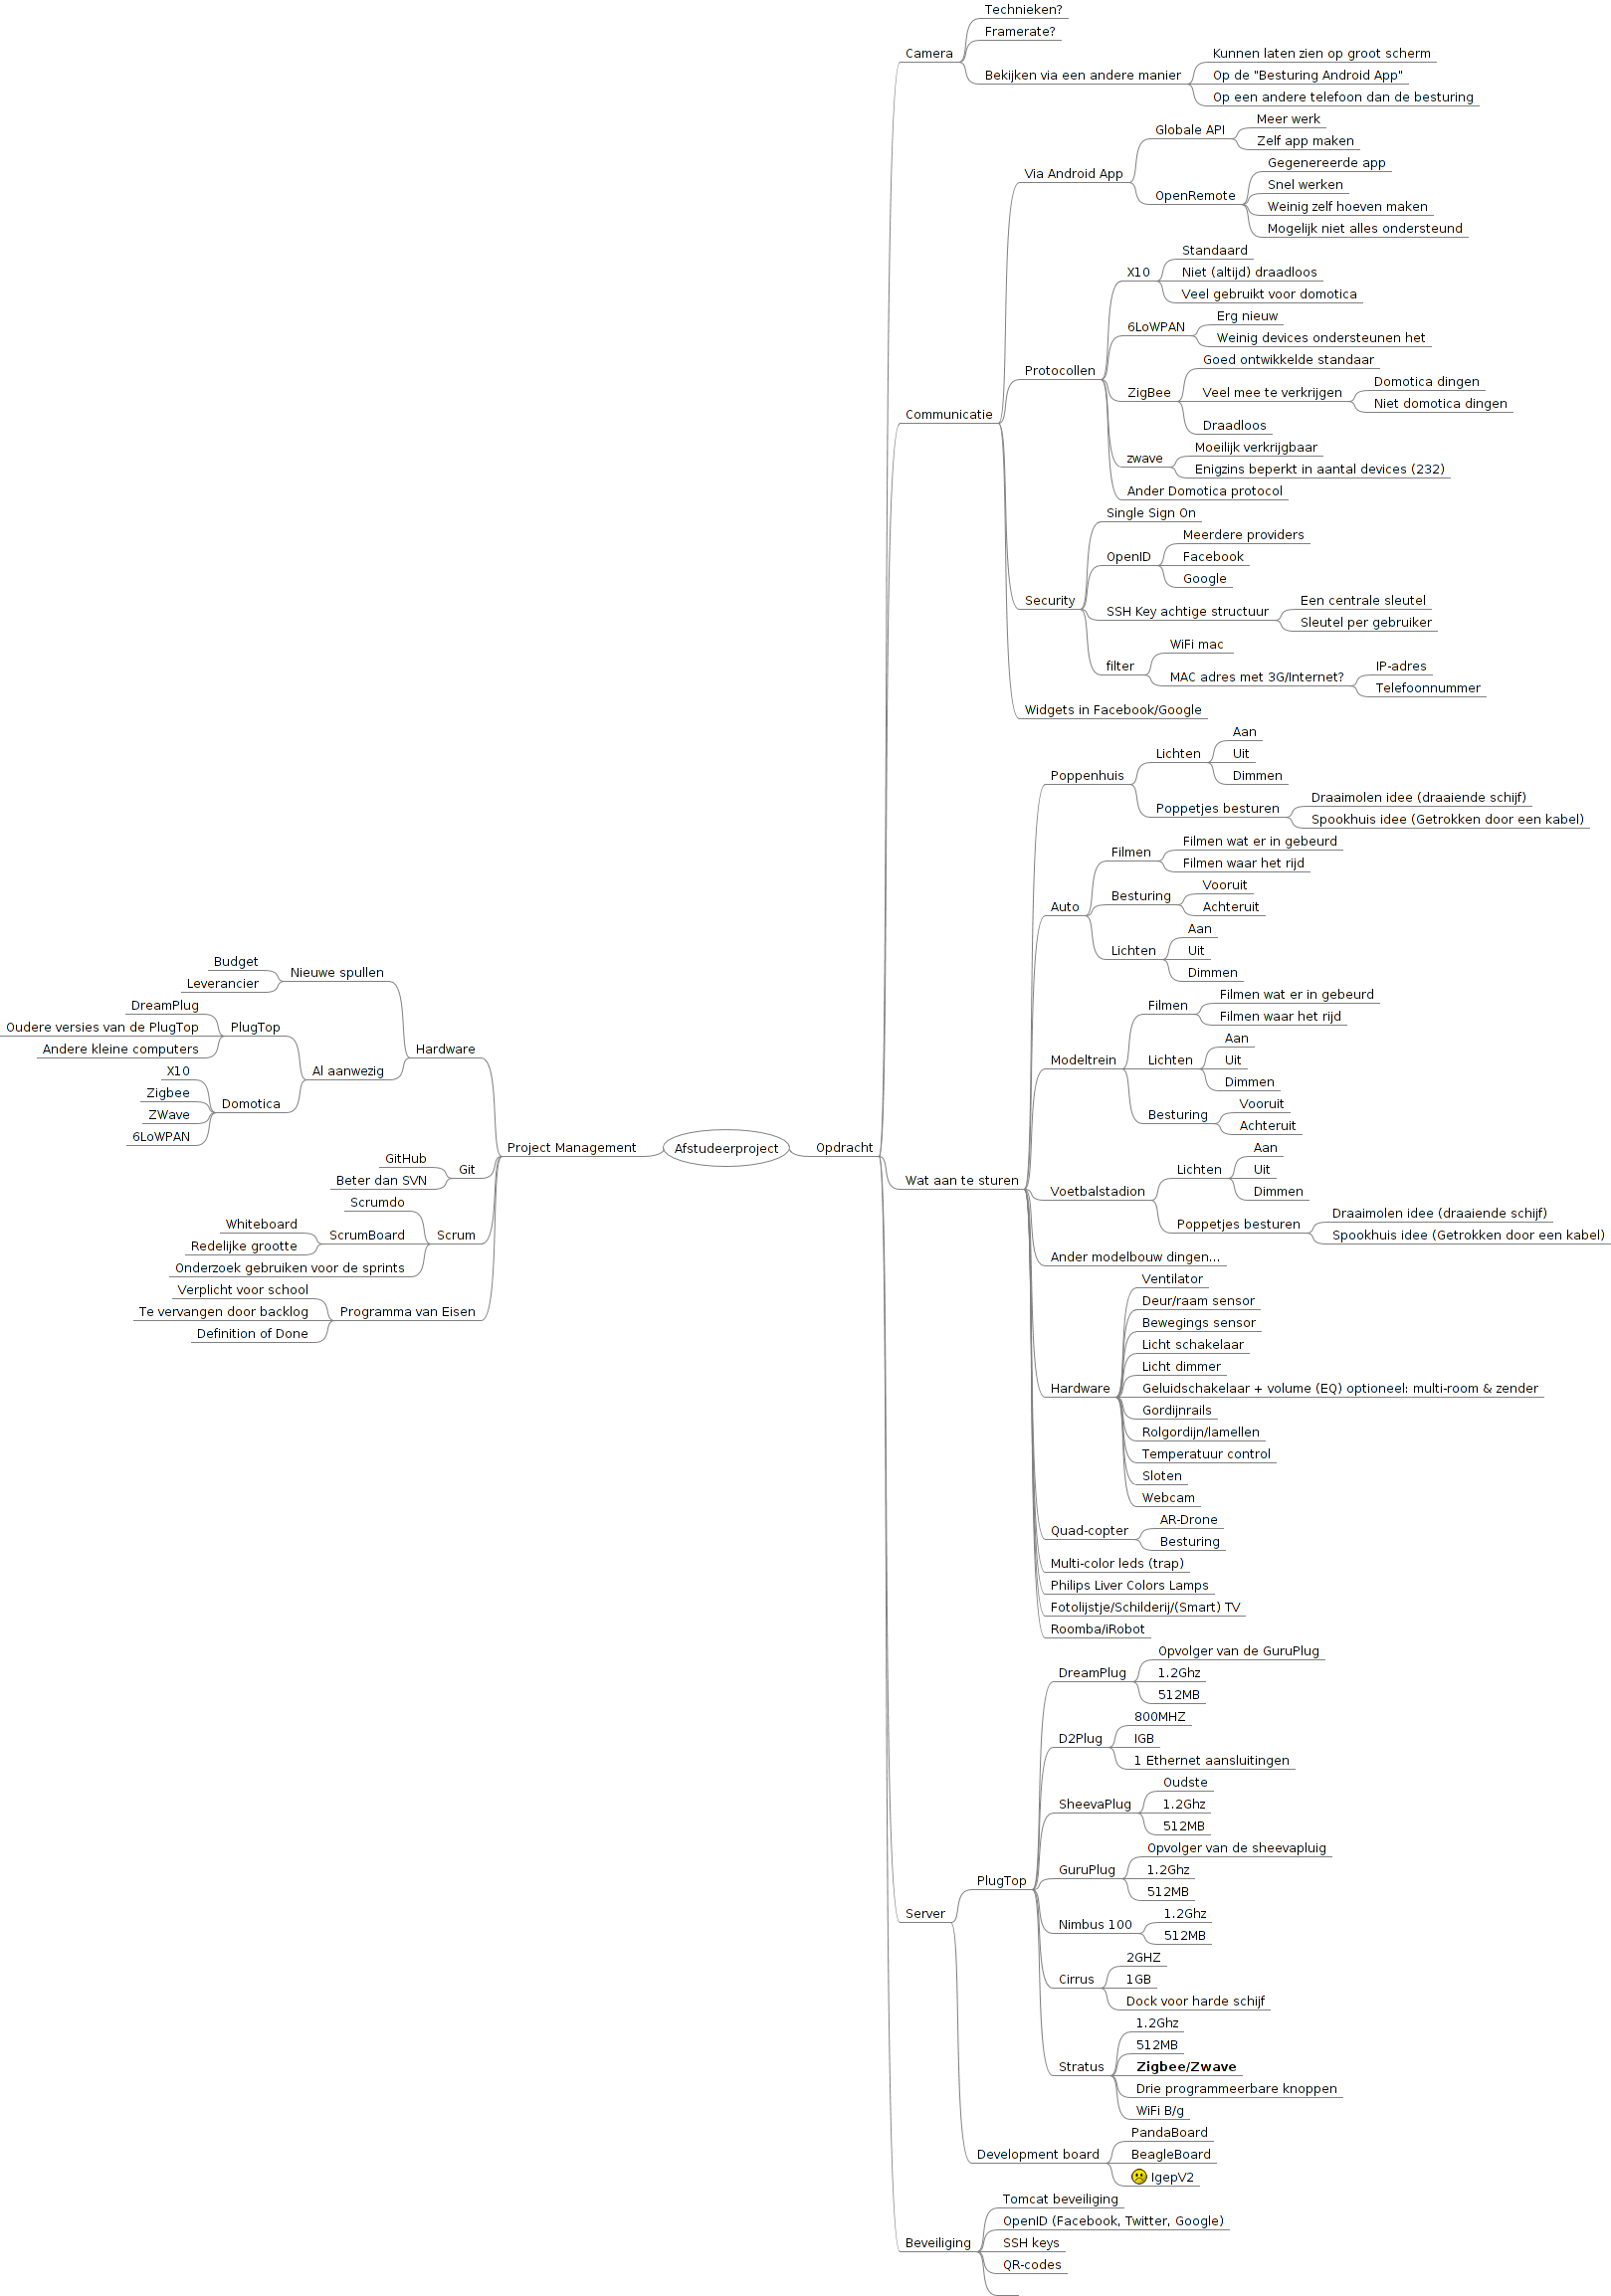 Technieken?
Framerate?
Camera
Kunnen laten zien op groot scherm
Bekijken via een andere manier
Op de "Besturing Android App"
Op een andere telefoon dan de besturing
Meer werk
Globale API
Zelf app maken
Via Android App
Gegenereerde app
Snel werken
OpenRemote
Weinig zelf hoeven maken
Mogelijk niet alles ondersteund
Standaard
X10
Niet (altijd) draadloos
Veel gebruikt voor domotica
Erg nieuw
6LoWPAN
Weinig devices ondersteunen het
Protocollen
Goed ontwikkelde standaar
Domotica dingen
ZigBee
Veel mee te verkrijgen
Niet domotica dingen
Communicatie
Draadloos
Moeilijk verkrijgbaar
zwave
Enigzins beperkt in aantal devices (232)
Ander Domotica protocol
Single Sign On
Meerdere providers
OpenID
Facebook
Google
Security
Een centrale sleutel
SSH Key achtige structuur
Sleutel per gebruiker
WiFi mac
filter
IP-adres
MAC adres met 3G/Internet?
Telefoonnummer
Widgets in Facebook/Google
Aan
Lichten
Uit
Poppenhuis
Dimmen
Draaimolen idee (draaiende schijf)
Poppetjes besturen
Spookhuis idee (Getrokken door een kabel)
Filmen wat er in gebeurd
Filmen
Filmen waar het rijd
Vooruit
Besturing
Auto
Achteruit
Aan
Lichten
Uit
Dimmen
Filmen wat er in gebeurd
Filmen
Filmen waar het rijd
Aan
Modeltrein
Lichten
Uit
Dimmen
Vooruit
Besturing
Achteruit
Aan
Lichten
Uit
Voetbalstadion
Dimmen
Draaimolen idee (draaiende schijf)
Poppetjes besturen
Spookhuis idee (Getrokken door een kabel)
Wat aan te sturen
Ander modelbouw dingen...
Ventilator
Deur/raam sensor
Bewegings sensor
Licht schakelaar
Licht dimmer
Hardware
Geluidschakelaar + volume (EQ) optioneel: multi-room & zender
Gordijnrails
Rolgordijn/lamellen
Temperatuur control
Sloten
Webcam
AR-Drone
Quad-copter
Besturing
Multi-color leds (trap)
Philips Liver Colors Lamps
Fotolijstje/Schilderij/(Smart) TV
Roomba/iRobot
Opvolger van de GuruPlug
DreamPlug
1.2Ghz
512MB
800MHZ
D2Plug
IGB
1 Ethernet aansluitingen
Oudste
SheevaPlug
1.2Ghz
512MB
Opvolger van de sheevapluig
GuruPlug
1.2Ghz
PlugTop
512MB
Server
1.2Ghz
Nimbus 100
512MB
2GHZ
Cirrus
1GB
Dock voor harde schijf
1.2Ghz
512MB
Stratus
Zigbee/Zwave
Drie programmeerbare knoppen
WiFi B/g
PandaBoard
Development board
BeagleBoard
IgepV2
Tomcat beveiliging
OpenID (Facebook, Twitter, Google)
Beveiliging
SSH keys
QR-codes
Opdracht
Afstudeerproject
Project Management
Budget
Nieuwe spullen
Leverancier
DreamPlug
Oudere versies van de PlugTop
PlugTop
Andere kleine computers
Hardware
Al aanwezig
X10
Zigbee
Domotica
ZWave
6LoWPAN
GitHub
Git
Beter dan SVN
Scrumdo
Whiteboard
ScrumBoard
Scrum
Redelijke grootte
Onderzoek gebruiken voor de sprints
Verplicht voor school
Te vervangen door backlog
Programma van Eisen
Definition of Done